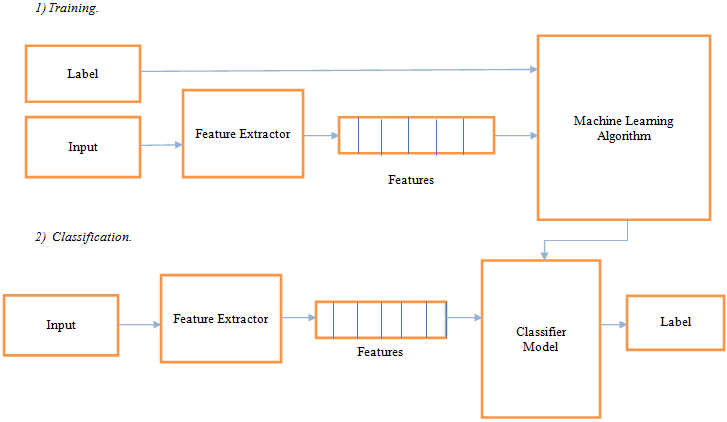 1) Training.
Label
Input
Feature Extractor
Features
Machine Learning
Algorithm
2) Classification.
Input
Feature Extractor
Features
Classifier
Model
Label